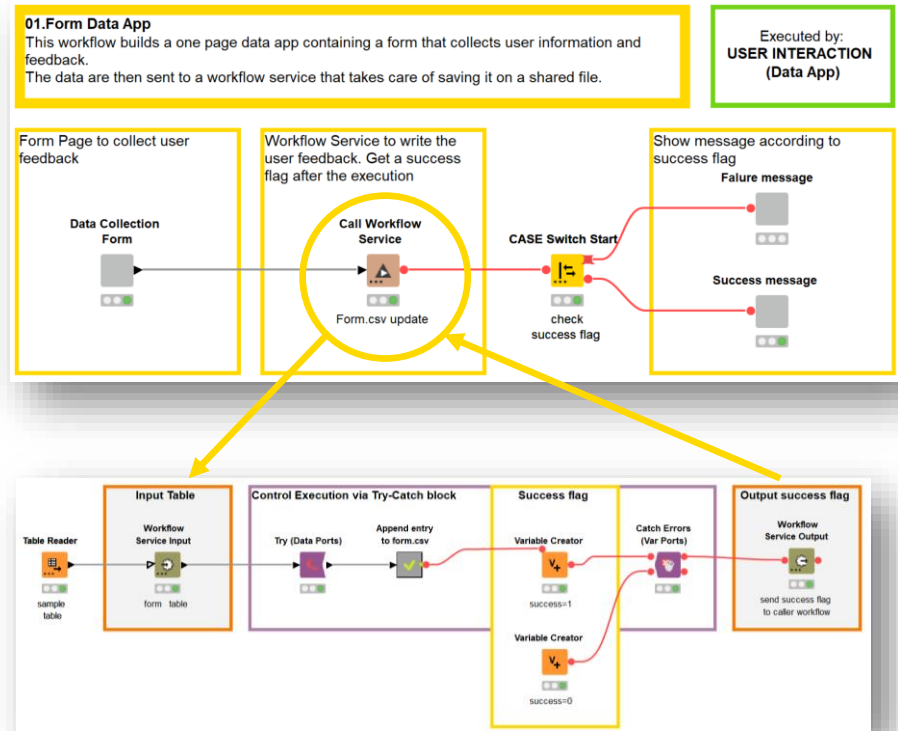 01.Form Data App
This workflow builds a one page data app containing a form that collects user information and
feedback.
The data are then sent to a workflow service that takes care of saving it on a shared file.
Executed by:
USER INTERACTION
(Data App)
Form Page to collect user
feedback
Data Collection
Form
Workflow Service to write the
user feedback. Get a success
flag after the execution
Call Workflow
Service
Form.csv update
CASE Switch Start
check
success flag
Show message according to
success flag
Falure message
Success message
Table Reader
sample
table
Input Table
Workflow
Service Input
form table
Control Execution via Try-Catch block
Try (Data Ports)
Append entry
to form.csv
Success flag
Variable Creator
V+
success=1
Variable Creator
V+
success=0
Catch Errors
(Var Ports)
Output success flag
Workflow
Service Output
send success flag
to caller workflow